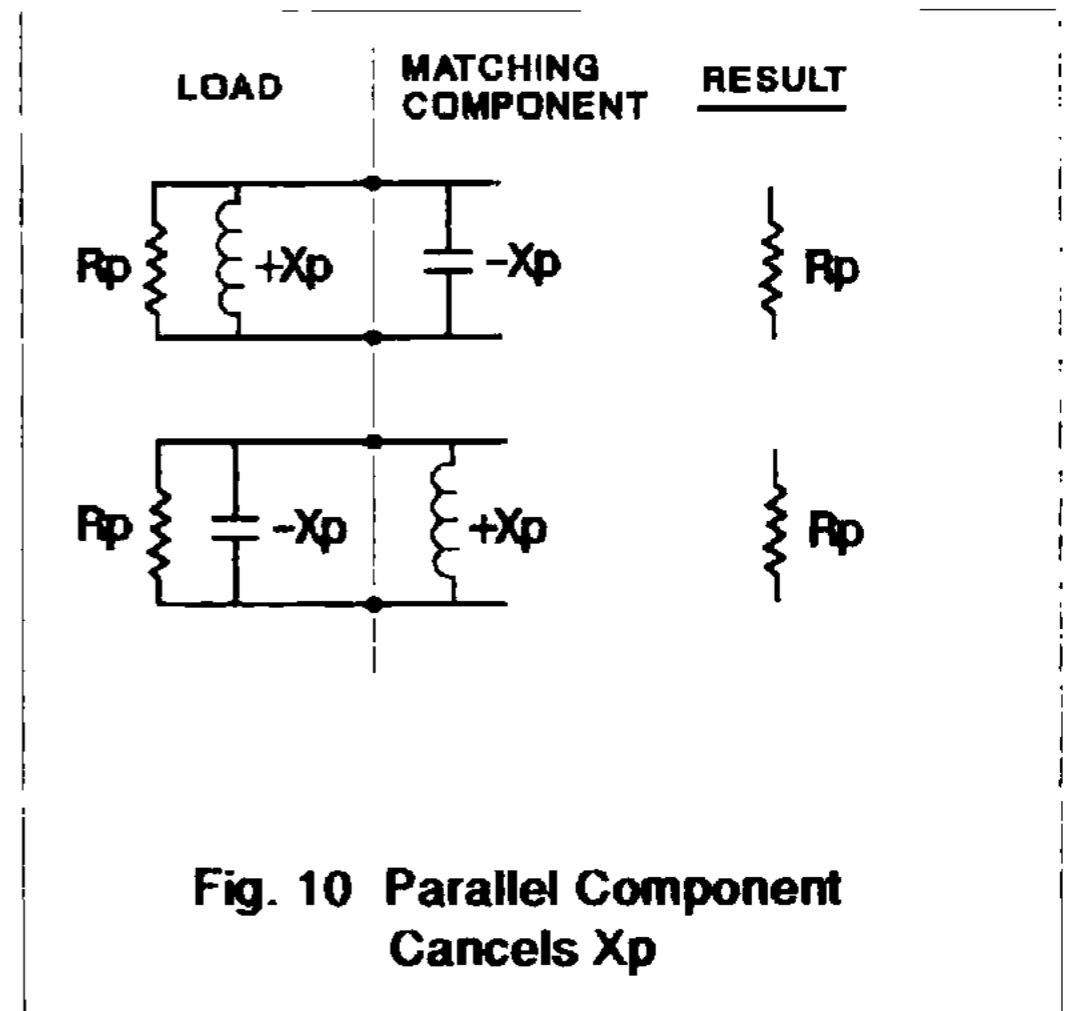 LOAD
MATCHING
COMPONENT
RESULT
Rp
+Xp
-Xp
Rp
Rp
-Xp
+Xp
Rp
Fig. 10 Parallel Component
Cancels Xp